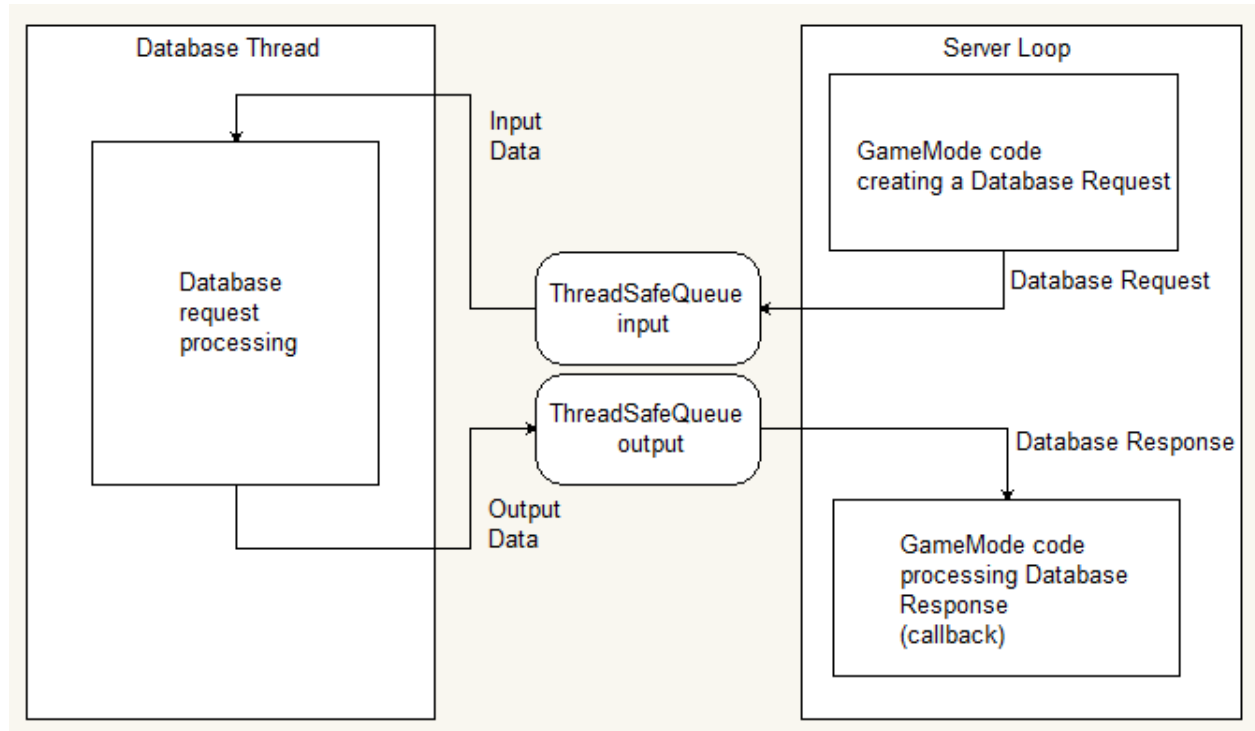 Database Thread
Server Loop
Input
Data
GameMode code
creating a Database Request
Database
request
processing
ThreadSafeQueue
input
Database Request
ThreadSafeQueue
output
Database Response
Output
Data
GameMode code
processing Database
Response
(callback)